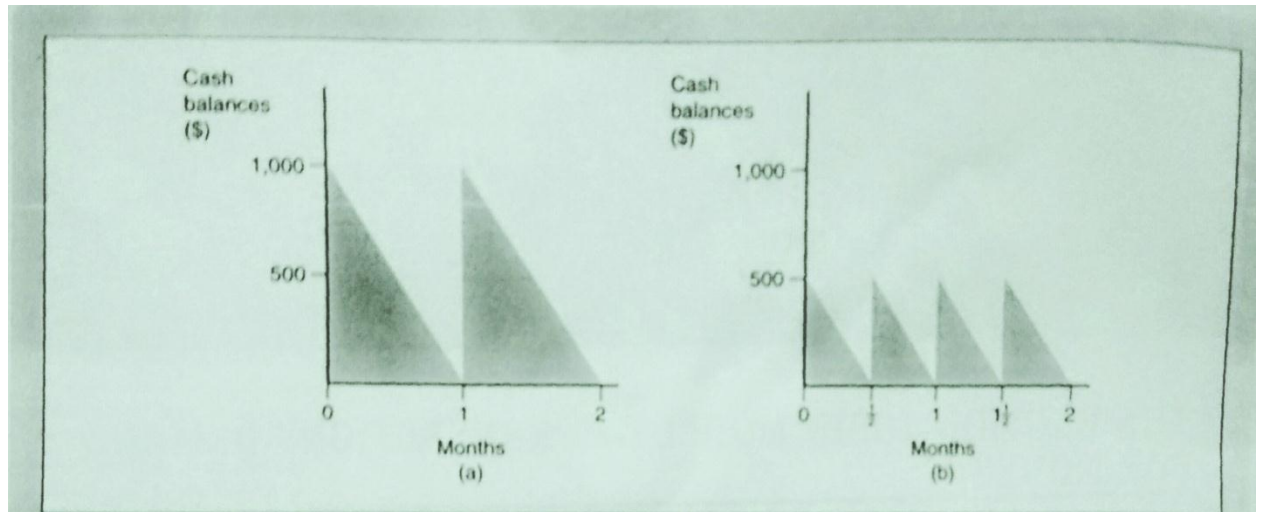 Cash
balances
($)
1,000
500
0
1
2
Months
(a)
Cash
balances
($)
1,000
500
0
½
1
1½
2
Months
(b)